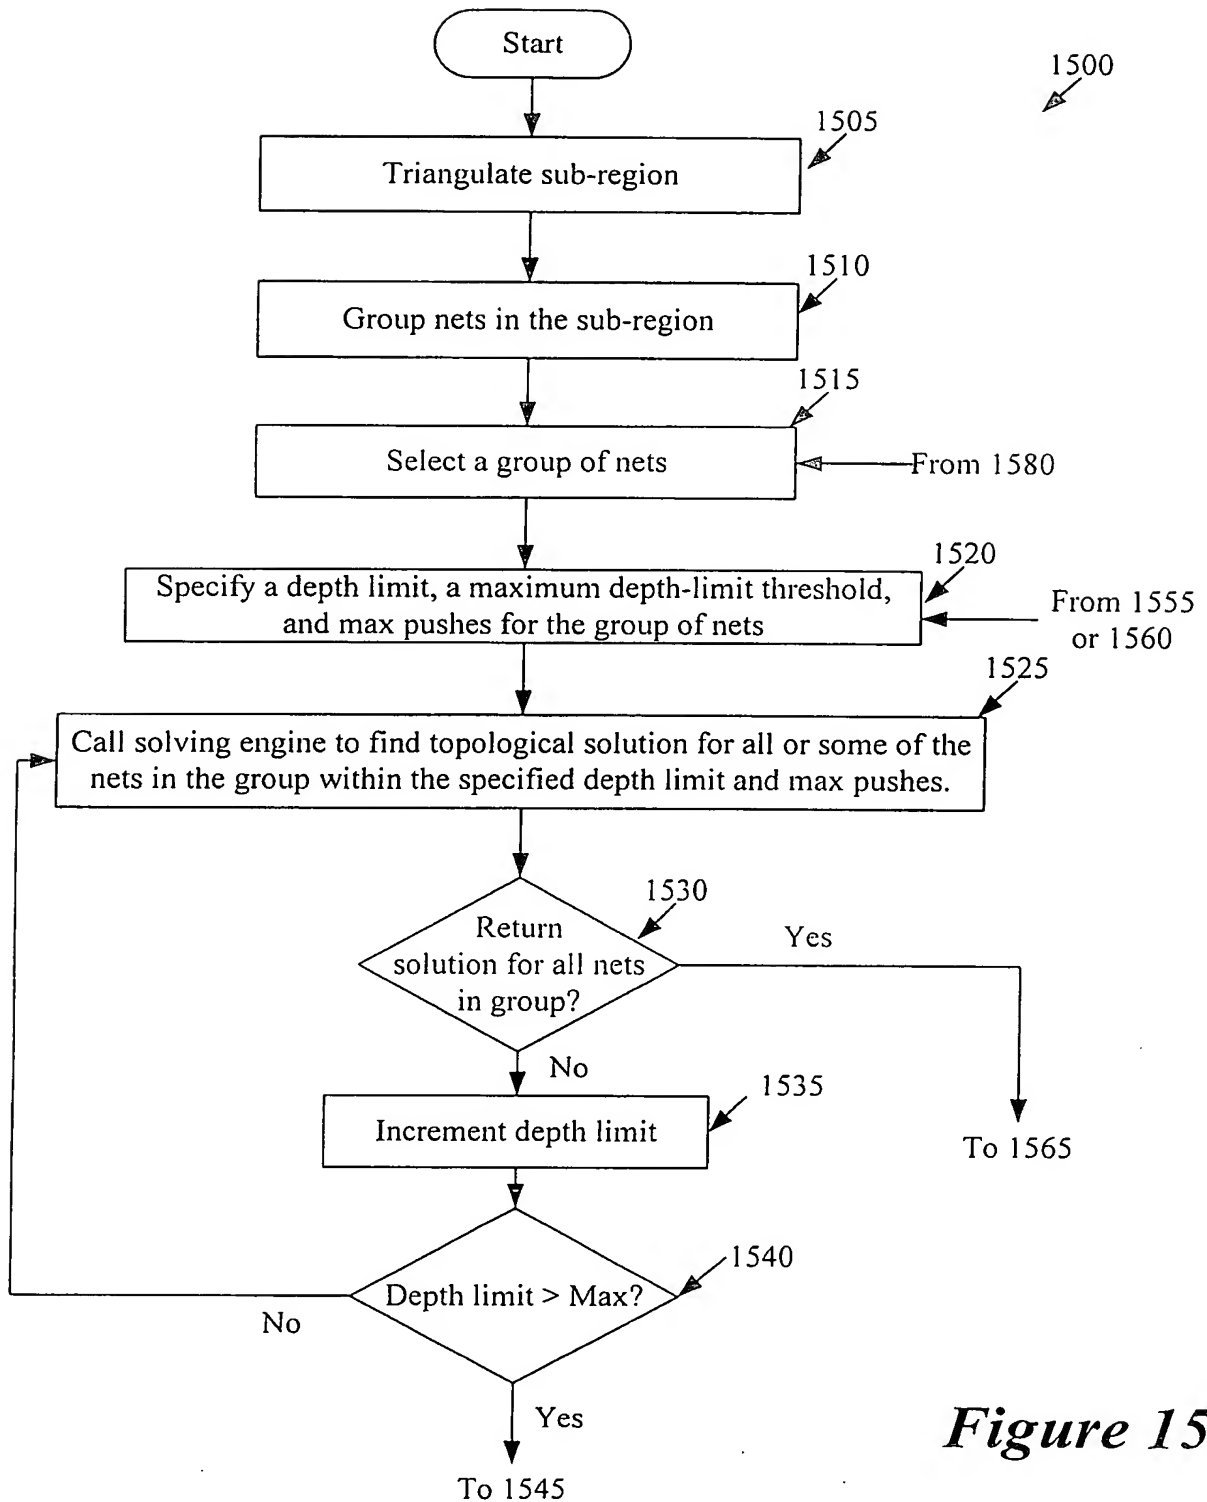 Start
1500
1505
Triangulate sub-region
1510
Group nets in the sub-region
1515
Select a group of nets
From 1580
1520
Specify a depth limit, a maximum depth-limit threshold,
and max pushes for the group of nets
From 1555
or 1560
1525
Call solving engine to find topological solution for all or some of the
nets in the group within the specified depth limit and max pushes.
1530
Return
solution for all nets
in group?
Yes
No
1535
Increment depth limit
To 1565
1540
Depth limit > Max?
No
Yes
To 1545
Figure 15